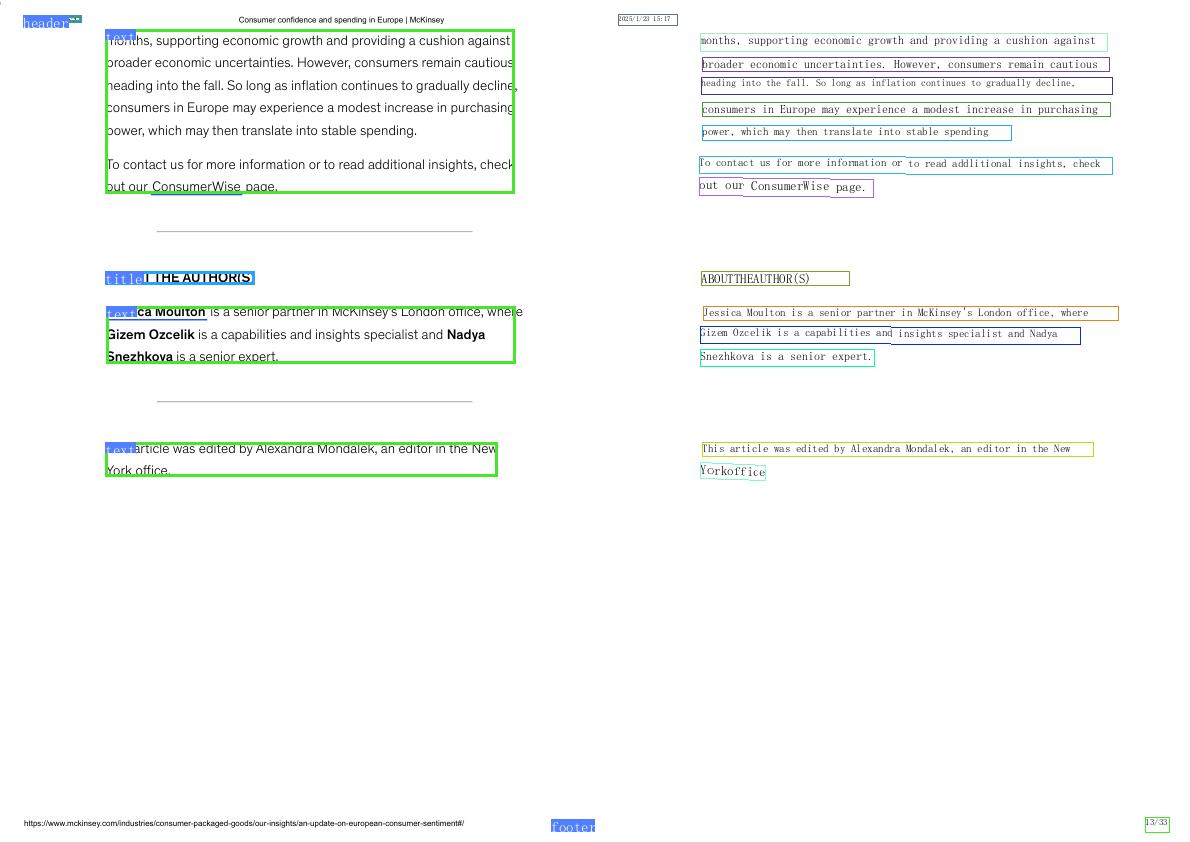 header
Consumer confidence and spending in Europe | McKinsey
text
months, supporting economic growth and providing a cushion against
broader economic uncertainties. However, consumers remain cautious
heading into the fall. So long as inflation continues to gradually decline,
consumers in Europe may experience a modest increase in purchasing
power, which may then translate into stable spending.
To contact us for more information or to read additional insights, check
out our ConsumerWise page.
title
T THE AUTHOR(S)
text
ca Moulton is a senior partner in McKinsey's London office, where
Gizem Ozcelik is a capabilities and insights specialist and Nadya
Snezhkova is a senior expert.
text
article was edited by Alexandra Mondalek, an editor in the New
York office.
https://www.mckinsey.com/industries/consumer-packaged-goods/our-insights/an-update-on-european-consumer-sentiment#/
footer
2025/1/23 15:17
months, supporting economic growth and providing a cushion against
broader economic uncertainties. However, consumers remain cautious
heading into the fall. So long as inflation continues to gradually decline,
consumers in Europe may experience a modest increase in purchasing
power, which may then translate into stable spending
To contact us for more information or to read addlitional insights, check
out our ConsumerWise page.
ABOUTTHEAUTHOR(S)
Jessica Moulton is a senior partner in McKinsey's London office, where
Gizem Ozcelik is a capabilities and insights specialist and Nadya
Snezhkova is a senior expert.
This article was edited by Alexandra Mondalek, an editor in the New
Yorkoffice
13/33